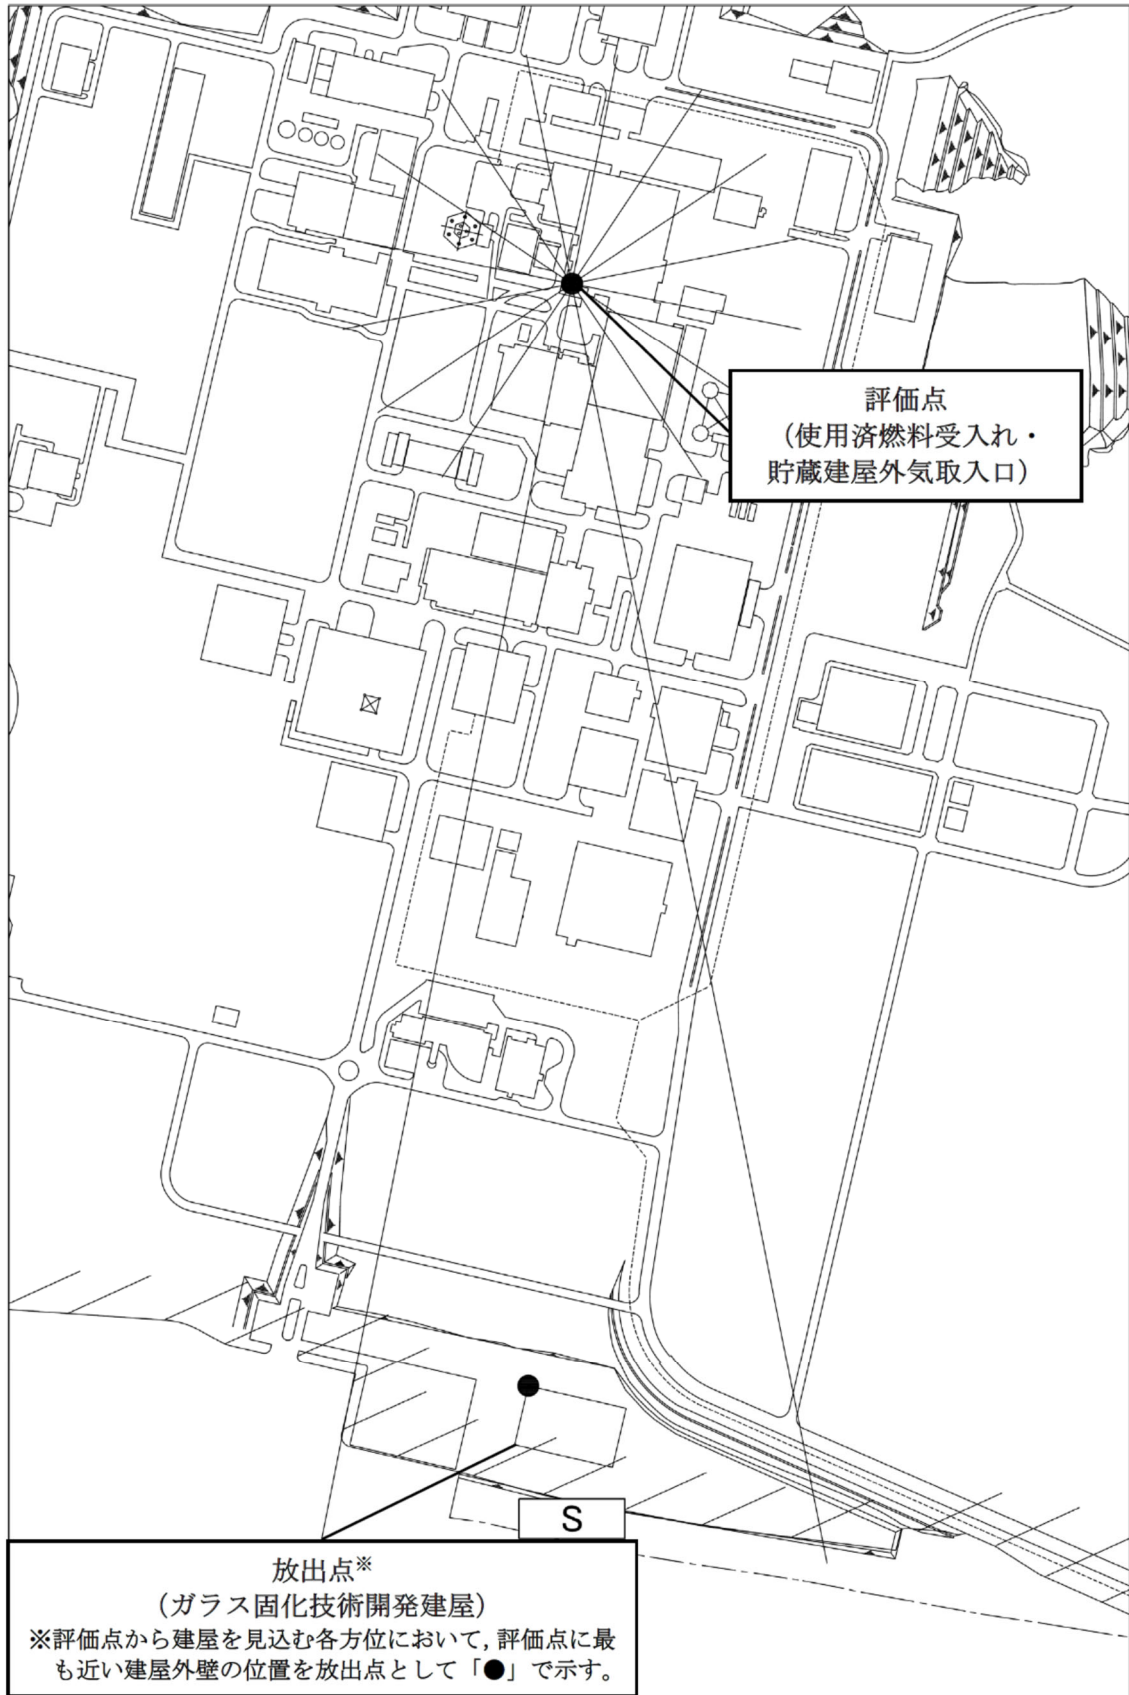 評価点
（使用済燃料受入れ・
貯蔵建屋外気取入口）
S
放出点※
（ガラス固化技術開発建屋）
※評価点から建屋を見込む各方位において，評価点に最
も近い建屋外壁の位置を放出点として「●」で示す。